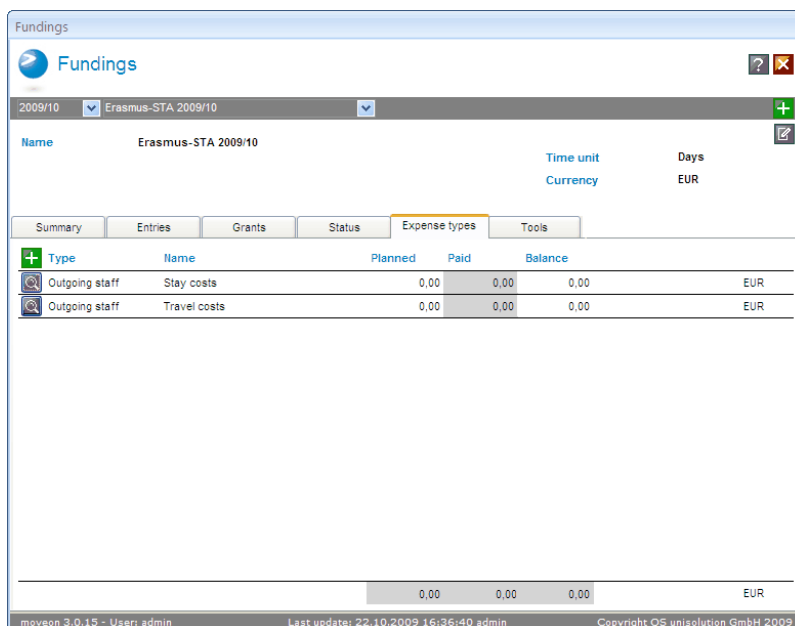 Fundings
Fundings
2009/10 Erasmus-STA 2009/10
Name Erasmus-STA 2009/10
Time unit Days
Currency EUR
Summary Entries Grants Status Expense types Tools
Type Name Planned Paid Balance
Outgoing staff Stay costs 0,00 0,00 0,00 EUR
Outgoing staff Travel costs 0,00 0,00 0,00 EUR
0,00 0,00 0,00 EUR
moveon 3.0.15 - User: admin Last update: 22.10.2009 16:36:40 admin Copyright QS unisolution GmbH 2009